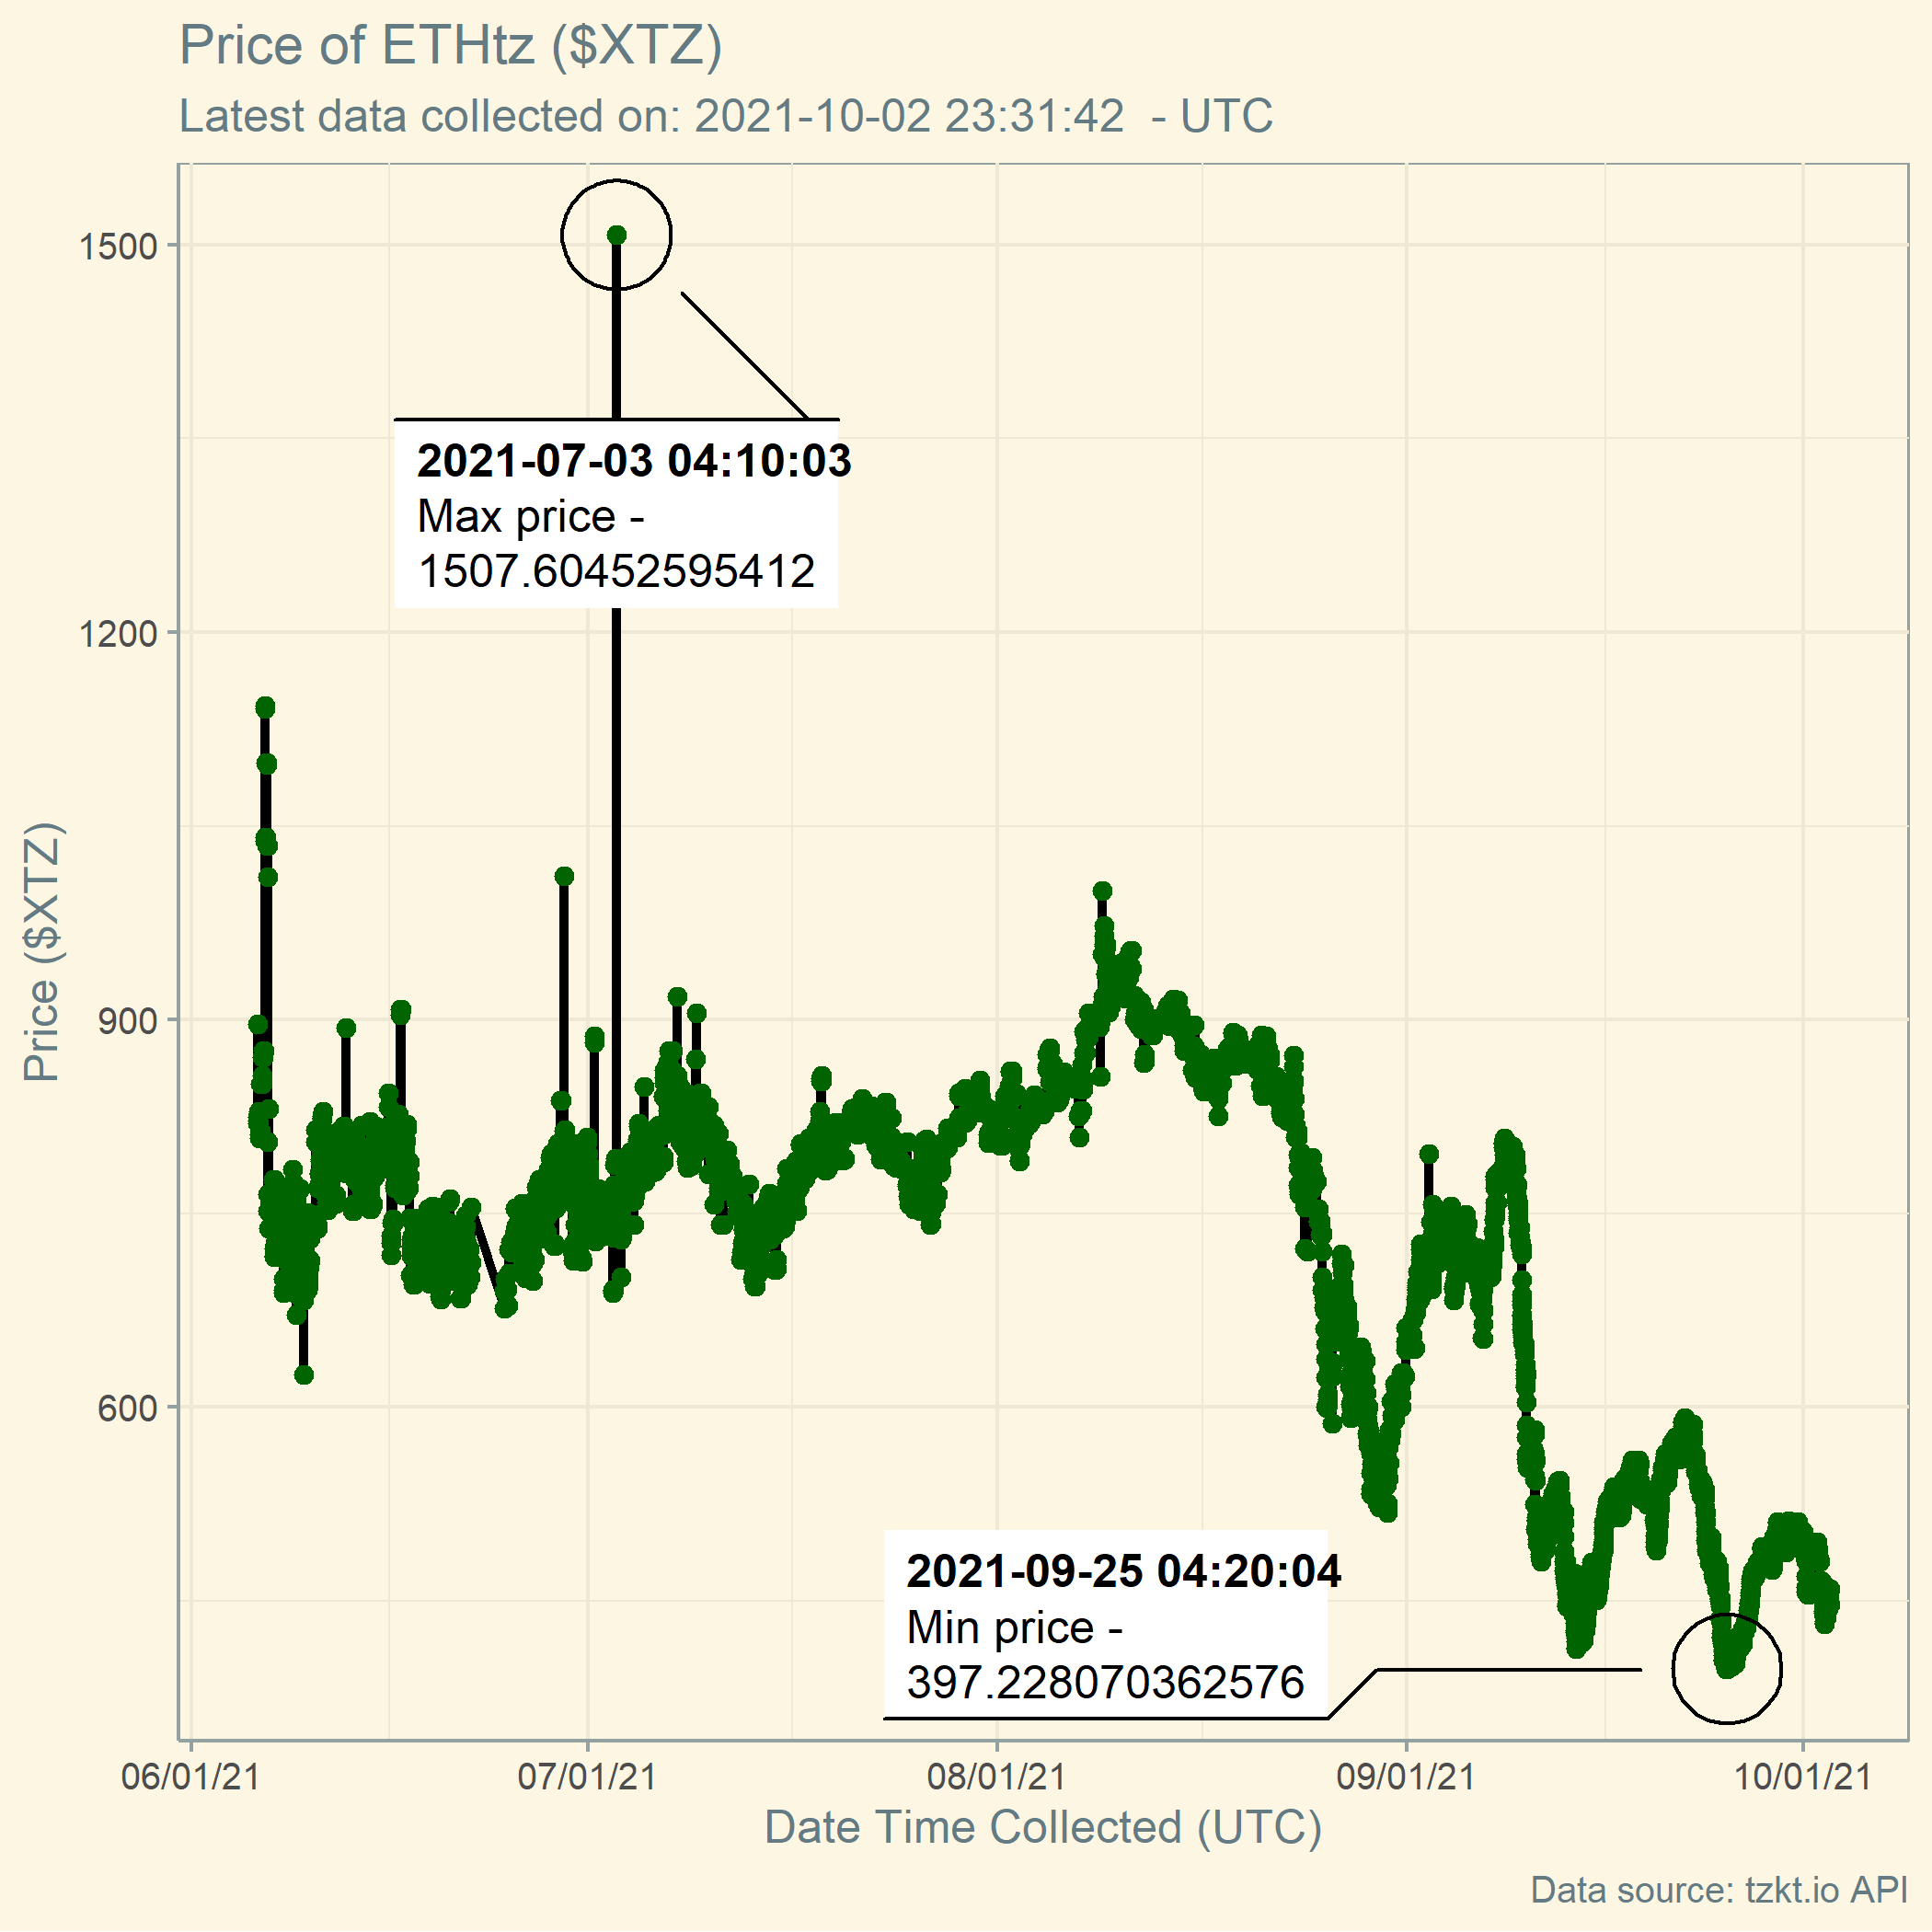 Price of ETHtz ($XTZ)
Latest data collected on: 2021-10-02 23:31:42  - UTC
1500
1200
900
600
Price ($XTZ)
2021-07-03 04:10:03
Max price -
1507.60452595412
2021-09-25 04:20:04
Min price -
397.228070362576
06/01/21
07/01/21
08/01/21
09/01/21
10/01/21
Date Time Collected (UTC)
Data source: tzkt.io API